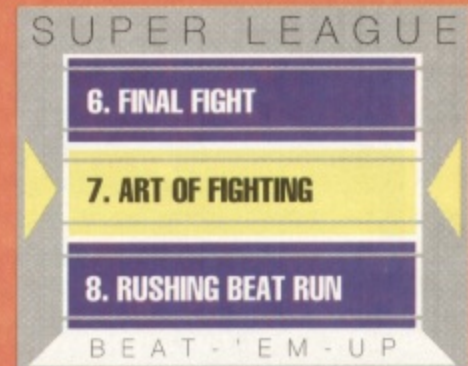 SUPER LEAGUE
6. FINAL FIGHT
7. ART OF FIGHTING
8. RUSHING BEAT RUN
BEAT-'EM-UP